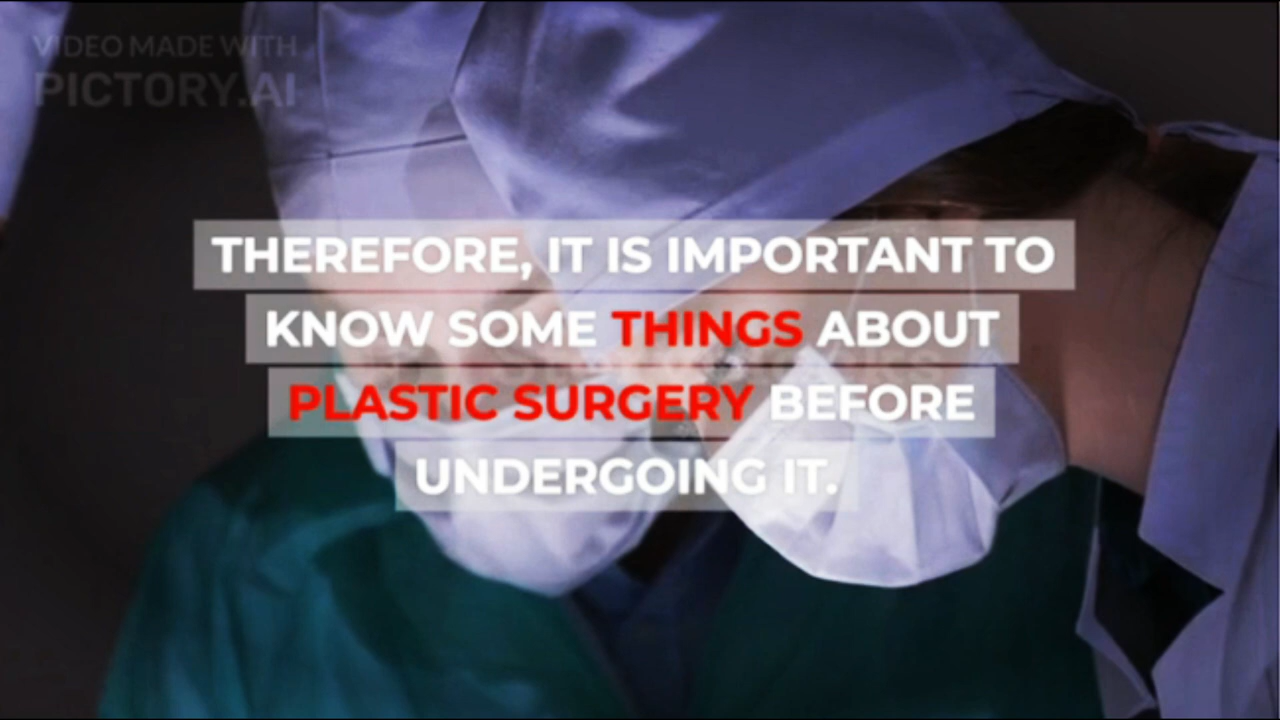 VIDEO MADE WITH
PICTORY.AI
THEREFORE, IT IS IMPORTANT TO
KNOW SOME THINGS ABOUT
PLASTIC SURGERY BEFORE
UNDERGOING IT.